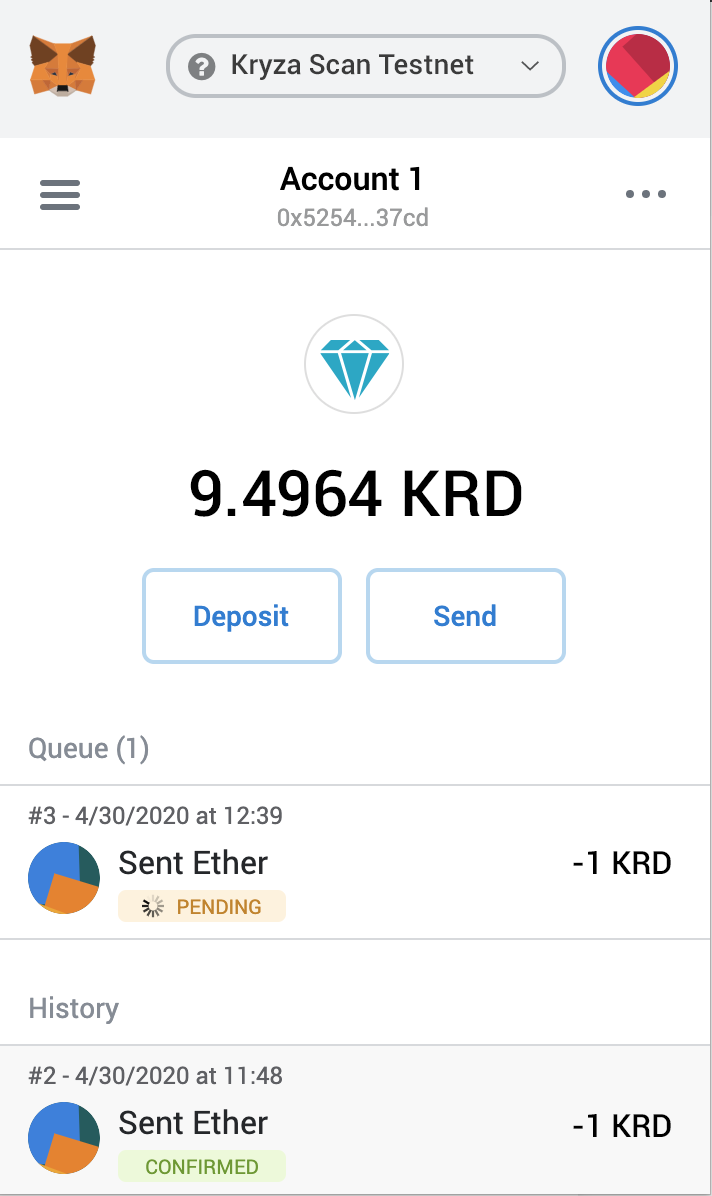 Kryza Scan Testnet
Account 1
0x5254...37cd
9.4964 KRD
Deposit
Send
Queue (1)
#3 - 4/30/2020 at 12:39
Sent Ether
-1 KRD
PENDING
History
#2 - 4/30/2020 at 11:48
Sent Ether
-1 KRD
CONFIRMED